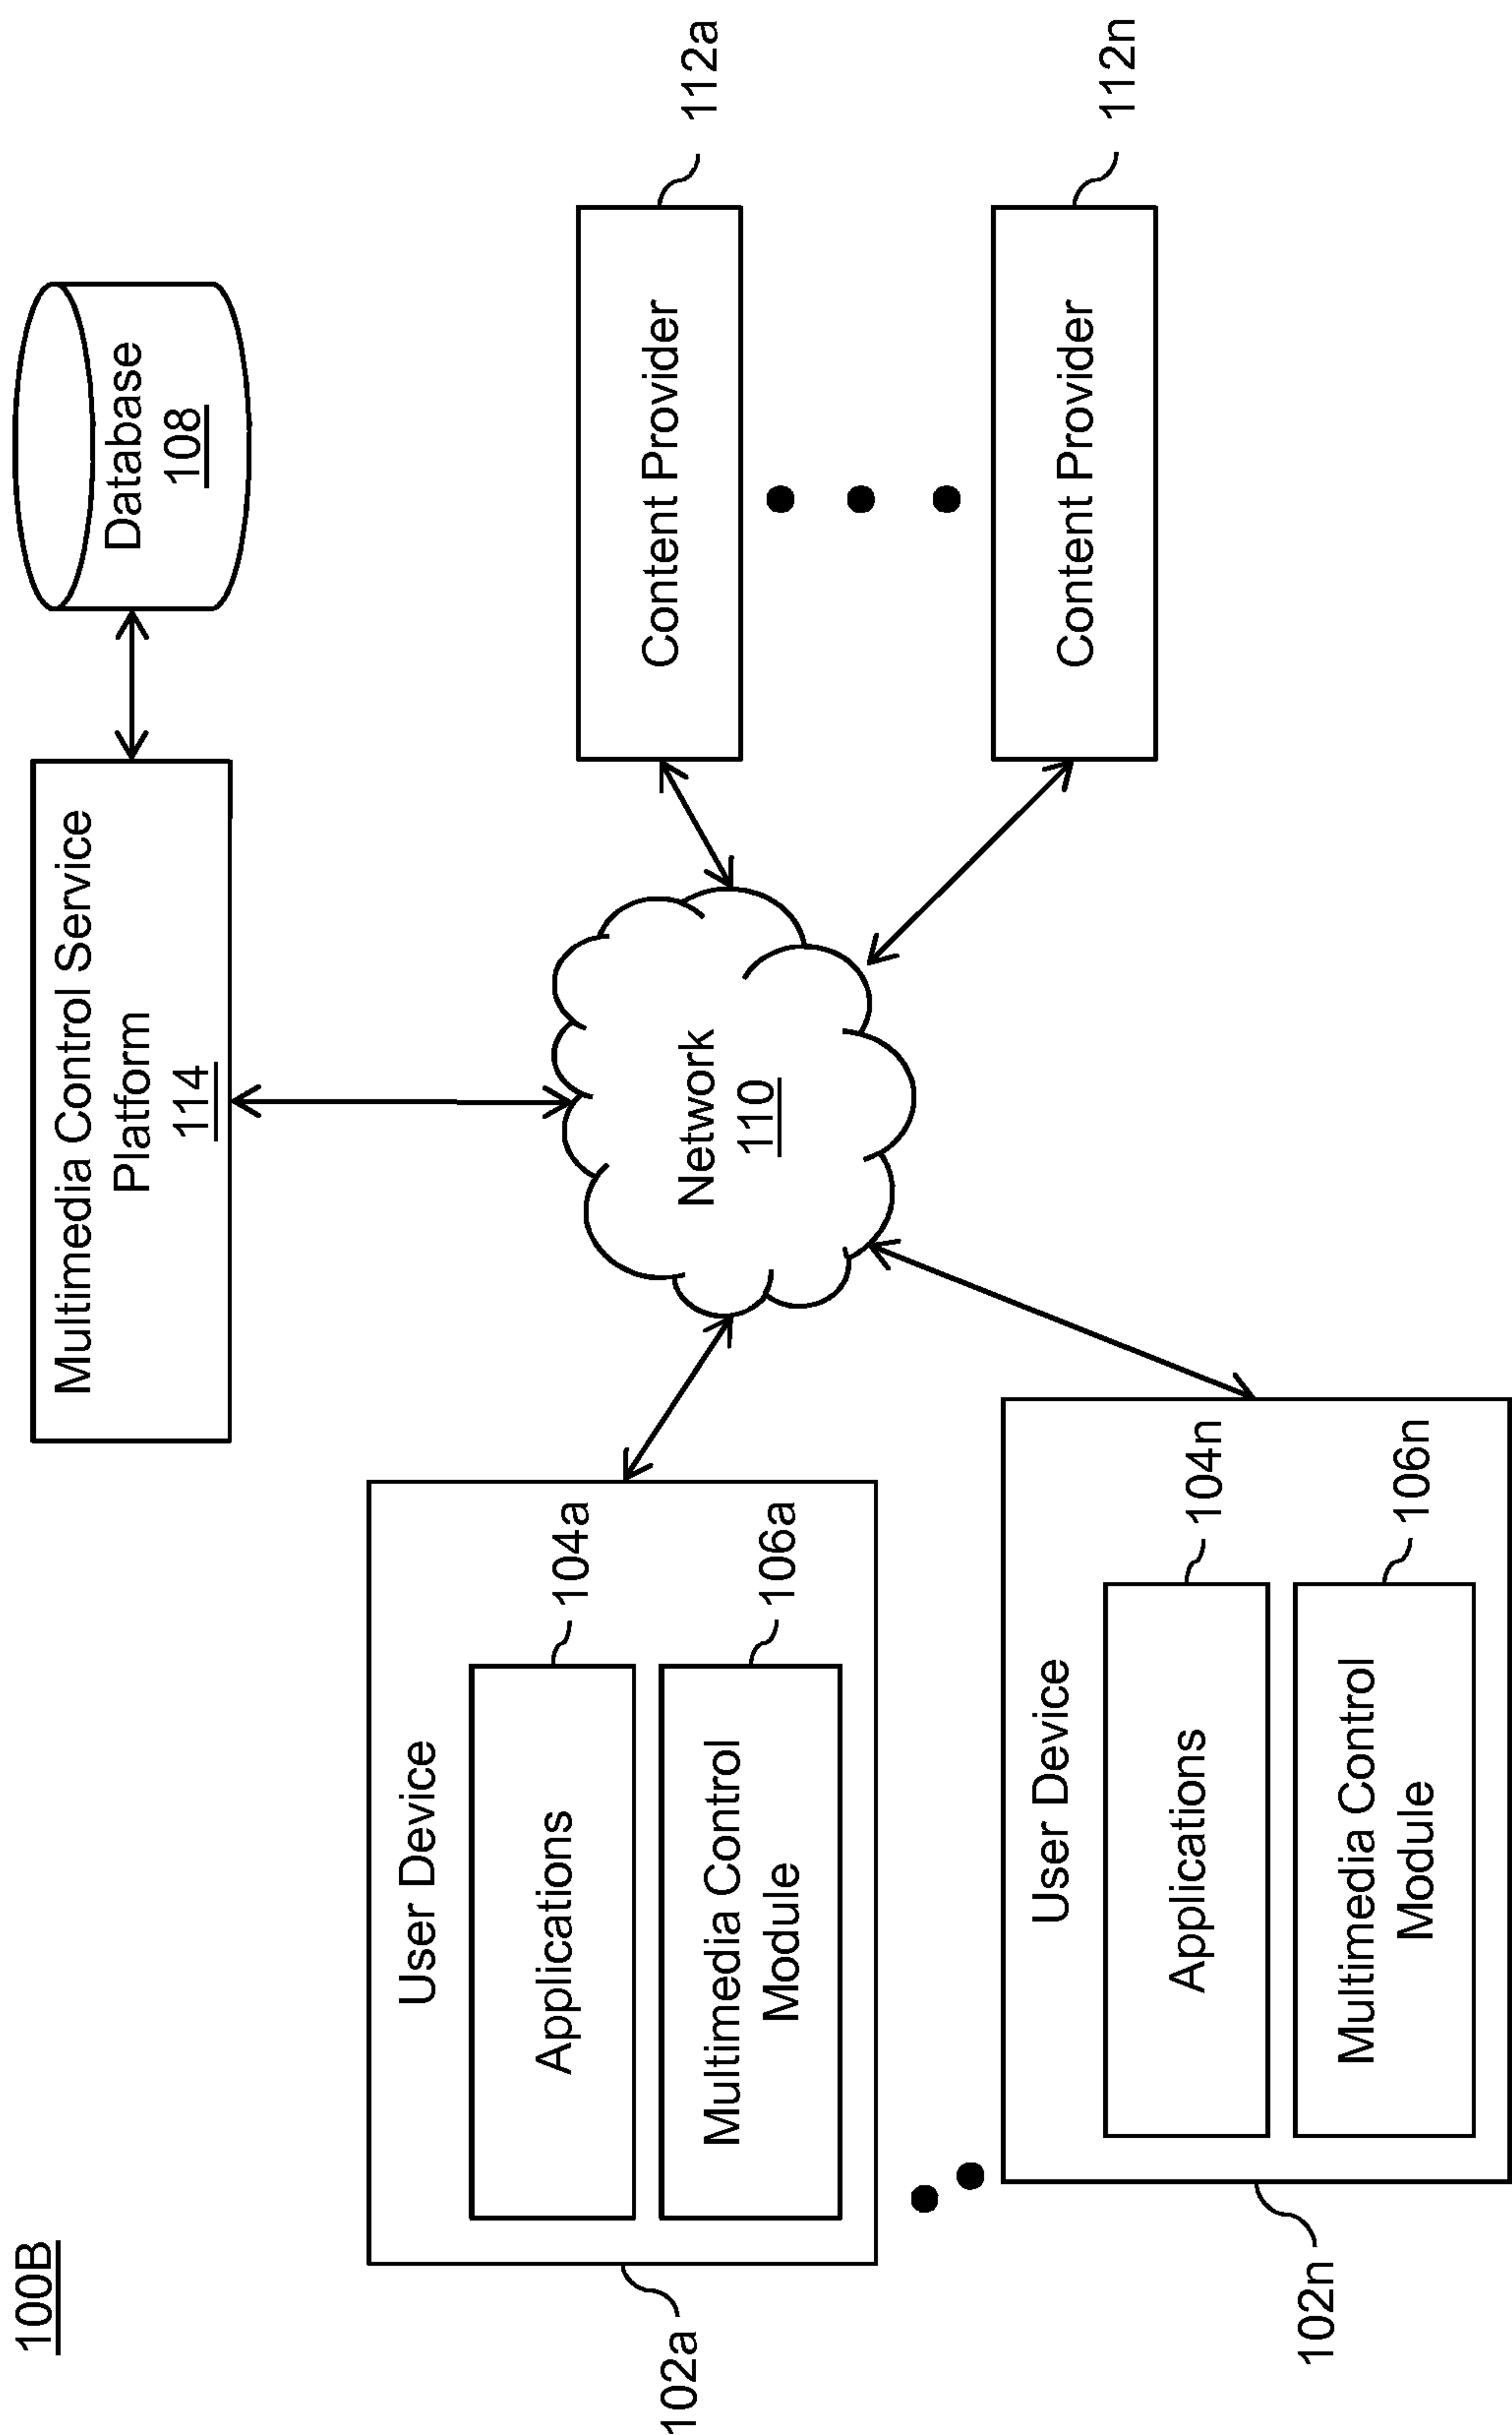 100B
Multimedia Control Service
Platform
114
Database
108
User Device
Applications
104a
Multimedia Control
Module
106a
102a
Network
110
Content Provider
112a
User Device
Applications
104n
Multimedia Control
Module
106n
102n
Content Provider
112n